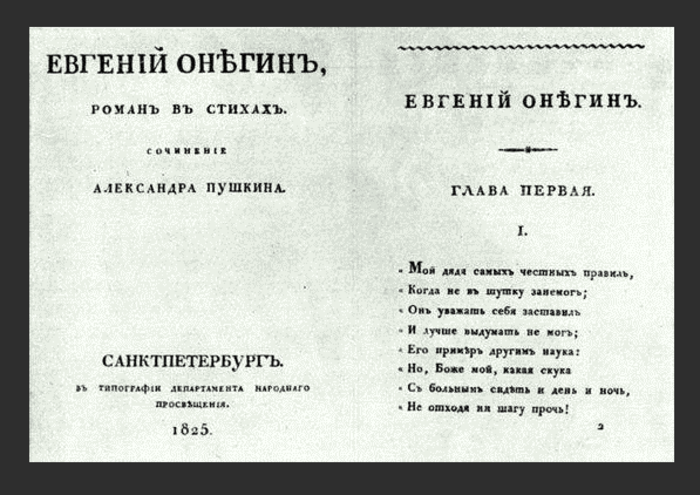 ЕВГЕНІЙ ОНѢГИНЪ,
РОМАНЪ ВЪ СТИХАХЪ.
СОЧИНЕНІЕ
АЛЕКСАНДРА ПУШКИНА.
САНКТПЕТЕРБУРГЪ.
ВЪ ТИПОГРАФІИ ДЕПАРТАМЕНТА НАРОДНАГО
ПРОСВѢЩЕНІЯ.
1825.
ЕВГЕНІЙ ОНѢГИНЪ.
ГЛАВА ПЕРВАЯ.
I.
« Мой дядя самыхъ честныхъ правилъ,
« Когда не въ шутку занемогъ;
« Онъ уважать себя заставилъ
« И лучше выдумать не могъ;
« Его примѣръ другимъ наука:
« Но, Боже мой, какая скука
« Съ больнымъ сидѣть и день и ночь,
« Не отходя ни шагу прочь!
2